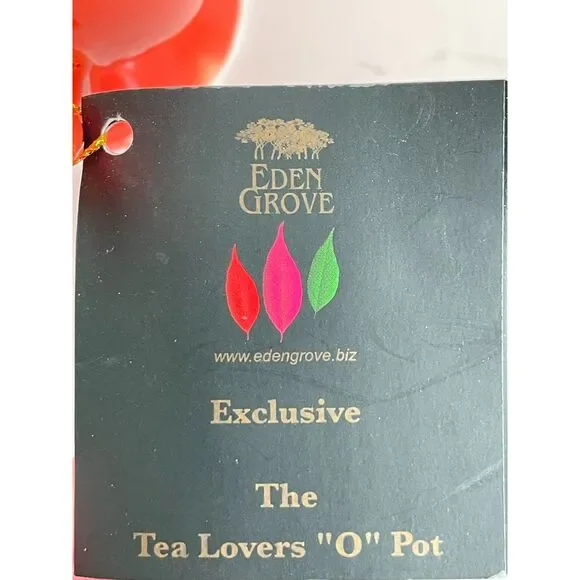 EDEN
GROVE
www.edengrove.biz
Exclusive
The
Tea Lovers "O" Pot